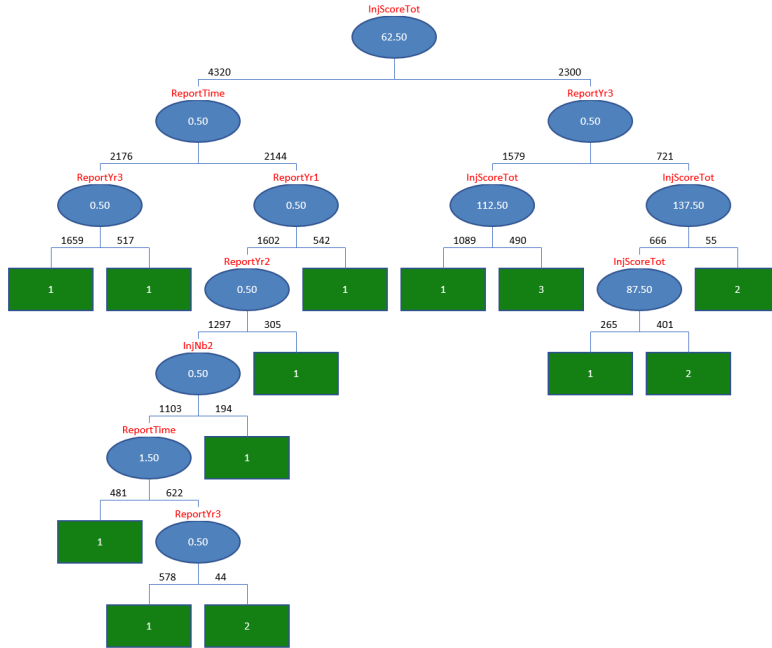 InjScoreTot
62.50
4320 2300
ReportTime ReportYr3
0.50 0.50
2176 2144 1579 721
ReportYr3 ReportYr1 InjScoreTot InjScoreTot
0.50 0.50 112.50 137.50
1659 517 1602 542 1089 490 666 55
ReportYr2 InjScoreTot
1 1 0.50 1 1 3 87.50 2
1297 305 265 401
InjNb2
0.50 1 1 2
1103 194
ReportTime
1.50 1
481 622
ReportYr3
1 0.50
578 44
1 2